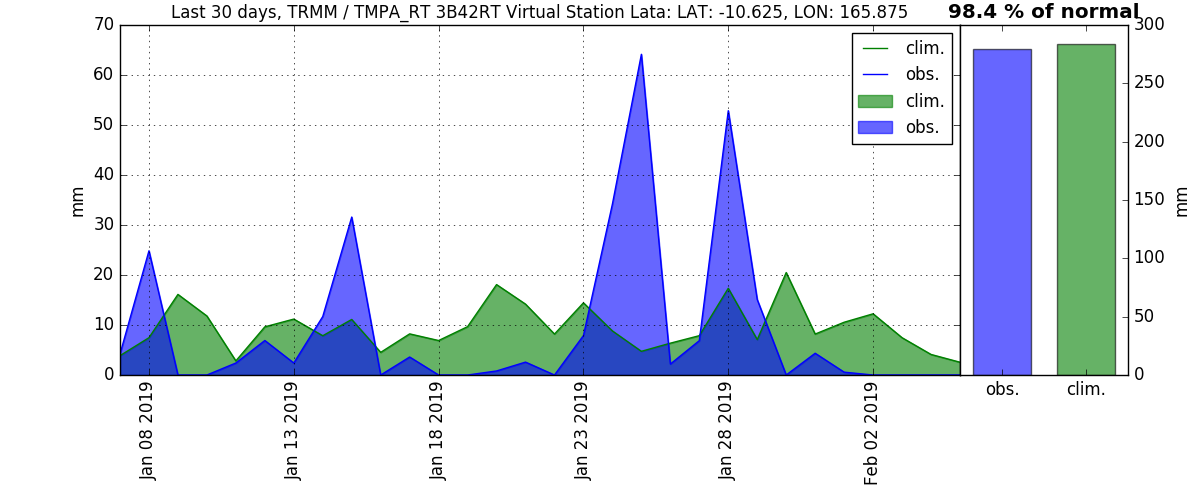 Last 30 days, TRMM / TMPA_RT 3B42RT Virtual Station Lata: LAT: -10.625, LON: 165.875
98.4 % of normal
70
60
50
40
30
20
10
0
mm
clim.
obs.
clim.
obs.
300
250
200
150
100
50
0
mm
Jan 08 2019
Jan 13 2019
Jan 18 2019
Jan 23 2019
Jan 28 2019
Feb 02 2019
obs.
clim.